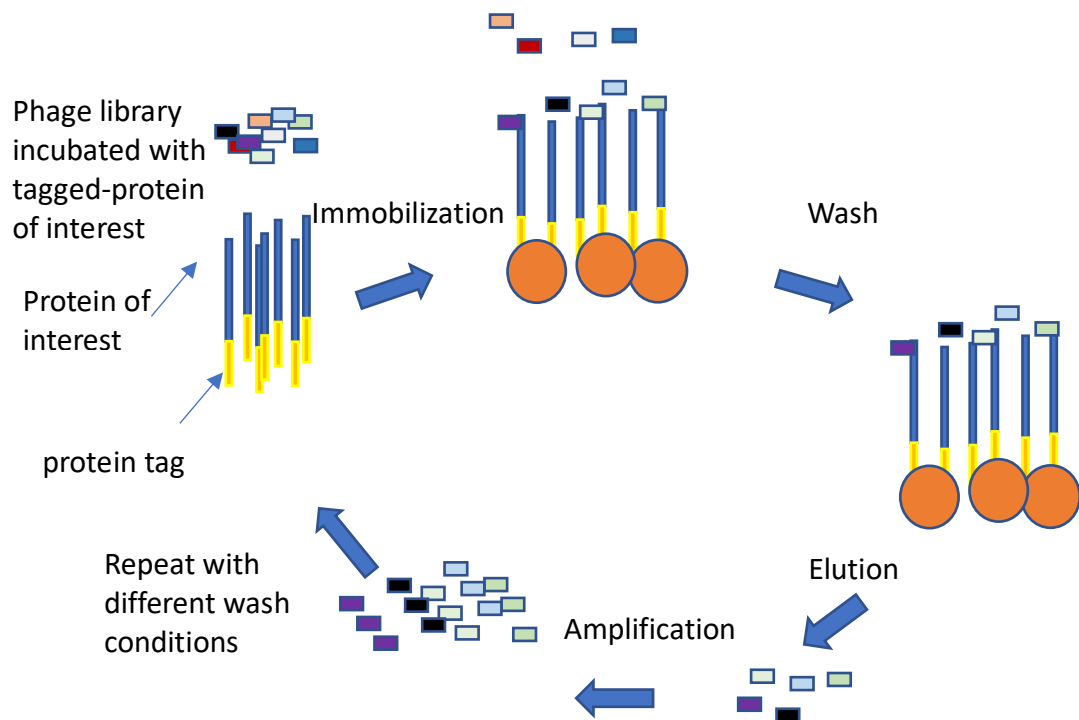 Phage library
incubated with
tagged-protein
of interest
Immobilization
Wash
Protein of
interest
protein tag
Repeat with
different wash
conditions
Amplification
Elution